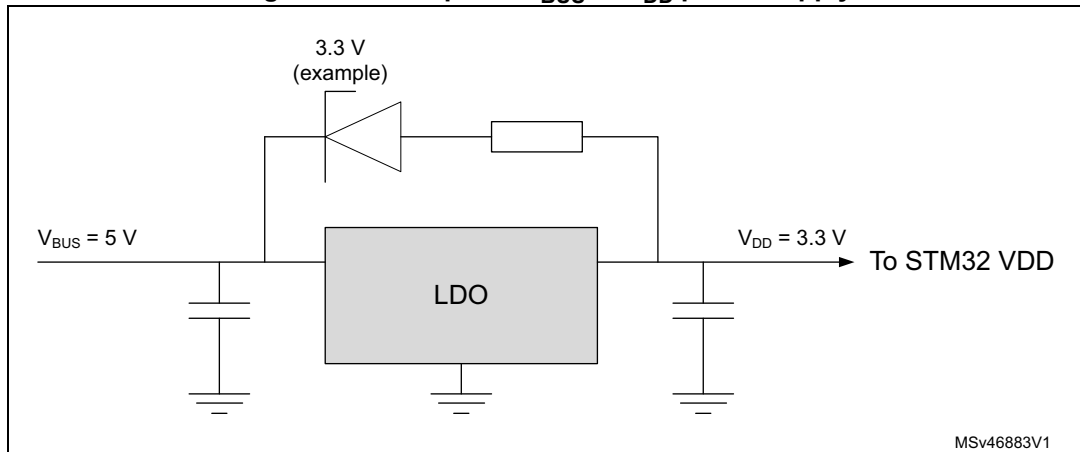 3.3 V
(example)
VBUS = 5 V
VDD = 3.3 V
To STM32 VDD
LDO
MSv46883V1